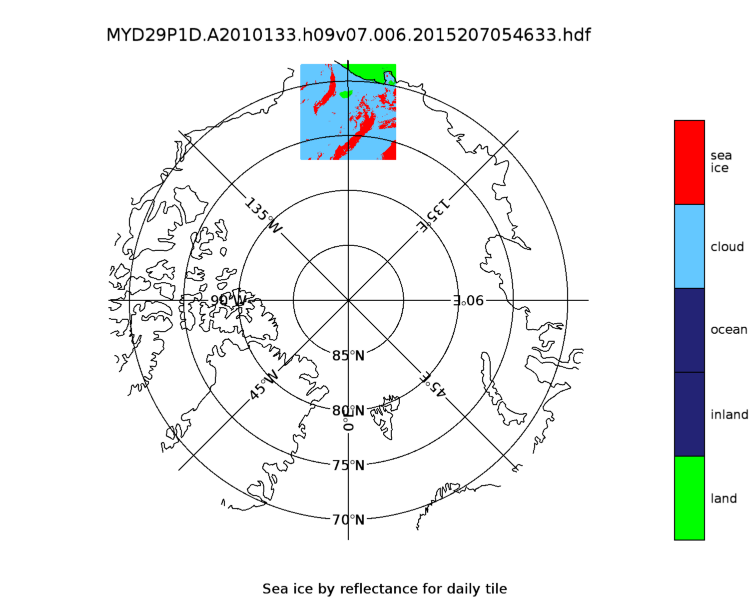 MYD29P1D.A2010133.h09v07.006.2015207054633.hdf
sea
ice
135°W
135°E
cloud
90°W
90°E
ocean
85°N
45°W
45°E
80°N
0°
inland
75°N
land
70°N
Sea ice by reflectance for daily tile